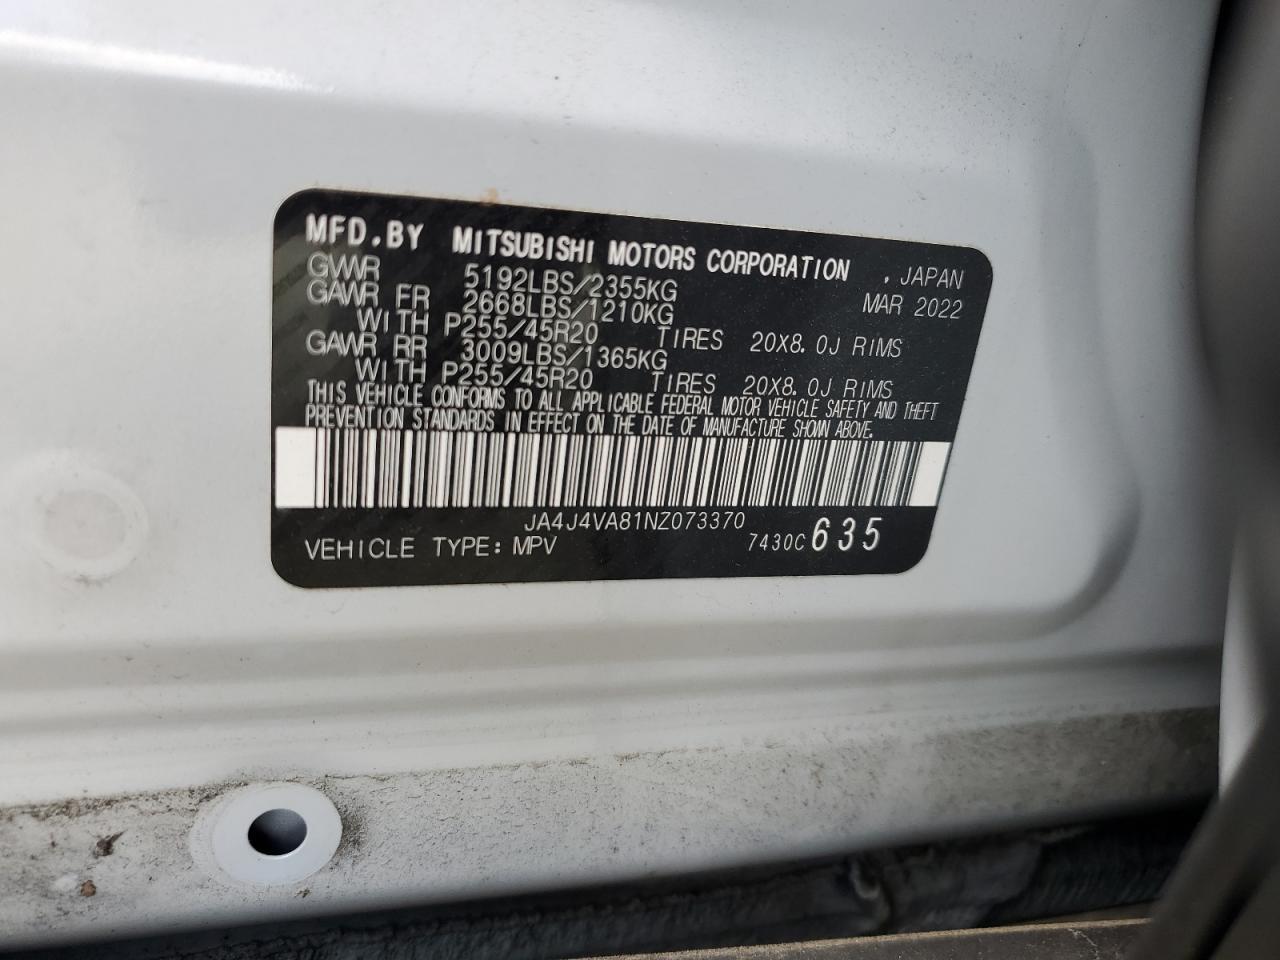 MFD.BY MITSUBISHI MOTORS CORPORATION , JAPAN
GVWR 5192LBS/2355KG MAR 2022
GAWR FR 2668LBS/1210KG
WITH P255/45R20 TIRES 20X8.0J RIMS
GAWR RR 3009LBS/1365KG
WITH P255/45R20 TIRES 20X8.0J RIMS
THIS VEHICLE CONFORMS TO ALL APPLICABLE FEDERAL MOTOR VEHICLE SAFETY AND THEFT
PREVENTION STANDARDS IN EFFECT ON THE DATE OF MANUFACTURE SHOWN ABOVE.
JA4J4VA81NZ073370
VEHICLE TYPE: MPV 7430C 635